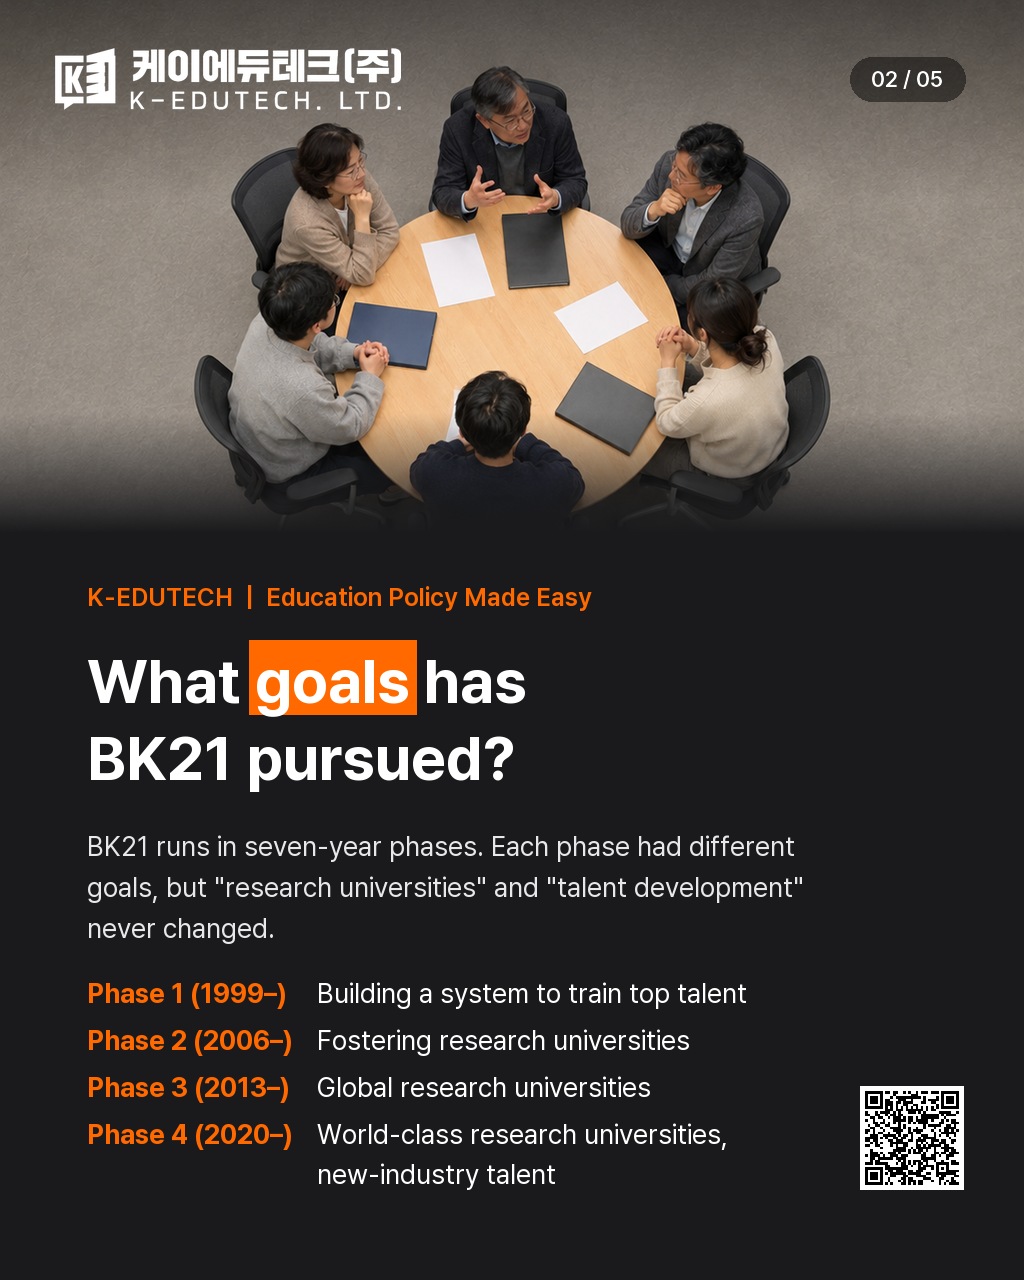 케이에듀테크(주)
K-EDUTECH. LTD.
02 / 05
K-EDUTECH | Education Policy Made Easy
What goals has
BK21 pursued?
BK21 runs in seven-year phases. Each phase had different
goals, but "research universities" and "talent development"
never changed.
Phase 1 (1999–) Building a system to train top talent
Phase 2 (2006–) Fostering research universities
Phase 3 (2013–) Global research universities
Phase 4 (2020–) World-class research universities,
new-industry talent